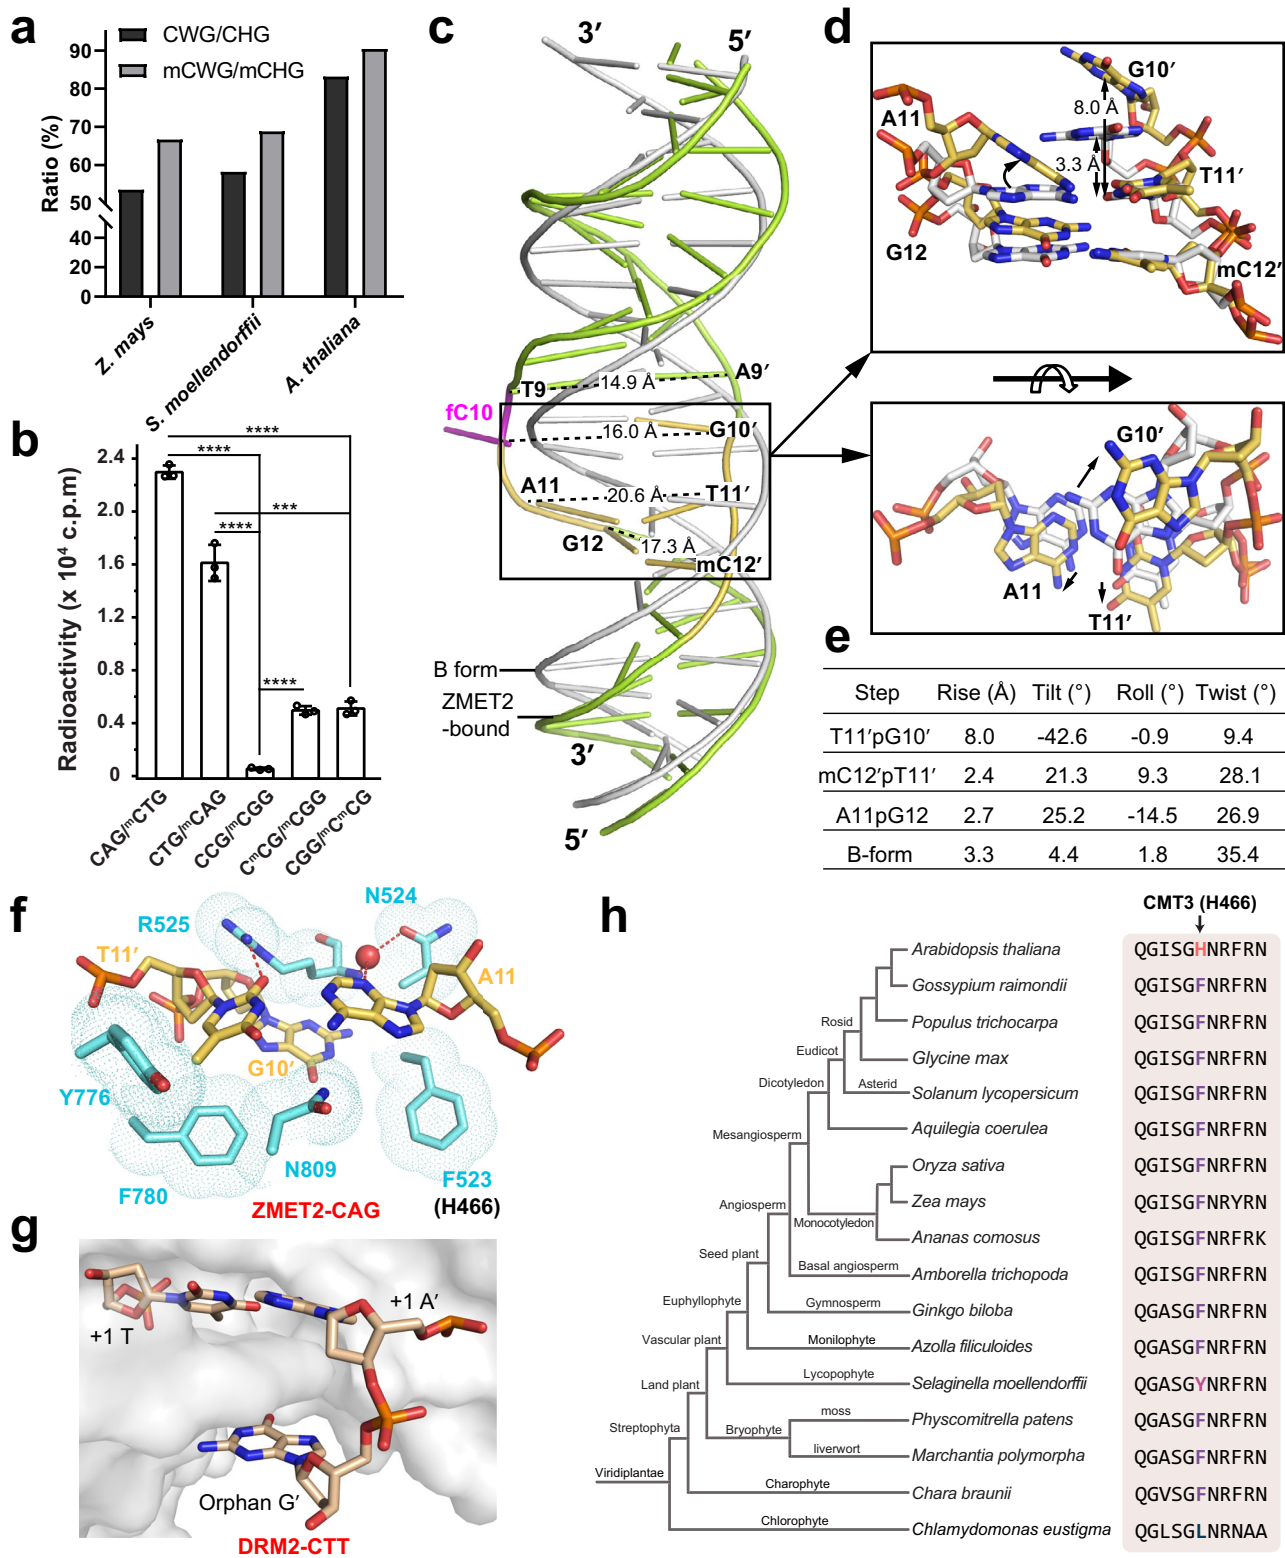 a
CWG/CHG
mCWG/mCHG
Ratio (%)
90
80
70
60
50
40
20
0
Z. mays
S. moellendorffii
A. thaliana
b
****
****
***
****
****
Radioactivity (x 10⁴ c.p.m)
2.4
2.0
1.6
1.2
0.8
0.4
0
CAG/ᵐCTG
CTG/ᵐCAG
CCG/ᵐCGG
CᵐCG/ᵐCGG
CGG/ᵐCᵐCG
c
3′
5′
T9
14.9 Å
A9′
fC10
16.0 Å
G10′
A11
20.6 Å
T11′
G12
17.3 Å
mC12′
B form
ZMET2
-bound
3′
5′
d
G10′
8.0 Å
A11
3.3 Å
T11′
G12
mC12′
G10′
A11
T11′
e
Step Rise (Å) Tilt (°) Roll (°) Twist (°)
T11′pG10′ 8.0 -42.6 -0.9 9.4
mC12′pT11′ 2.4 21.3 9.3 28.1
A11pG12 2.7 25.2 -14.5 26.9
B-form 3.3 4.4 1.8 35.4
f
N524
R525
T11′
A11
G10′
Y776
N809
F780
F523
(H466)
ZMET2-CAG
g
+1 T
+1 A′
Orphan G′
DRM2-CTT
h
CMT3 (H466)
Arabidopsis thaliana QGISGHNRFRN
Gossypium raimondii QGISGFNRFRN
Populus trichocarpa QGISGFNRFRN
Glycine max QGISGFNRFRN
Solanum lycopersicum QGISGFNRFRN
Aquilegia coerulea QGISGFNRFRN
Oryza sativa QGISGFNRFRN
Zea mays QGISGFNRYRN
Ananas comosus QGISGFNRFRK
Amborella trichopoda QGISGFNRFRN
Ginkgo biloba QGASGFNRFRN
Azolla filiculoides QGASGFNRFRN
Selaginella moellendorffii QGASGYNRFRN
Physcomitrella patens QGASGFNRFRN
Marchantia polymorpha QGASGFNRFRN
Chara braunii QGVSGFNRFRN
Chlamydomonas eustigma QGLSGLNRNAA
Rosid
Eudicot
Dicotyledon
Asterid
Mesangiosperm
Angiosperm
Monocotyledon
Seed plant
Basal angiosperm
Euphyllophyte
Gymnosperm
Vascular plant
Monilophyte
Land plant
Lycophyte
Streptophyta
moss
Bryophyte
liverwort
Viridiplantae
Charophyte
Chlorophyte